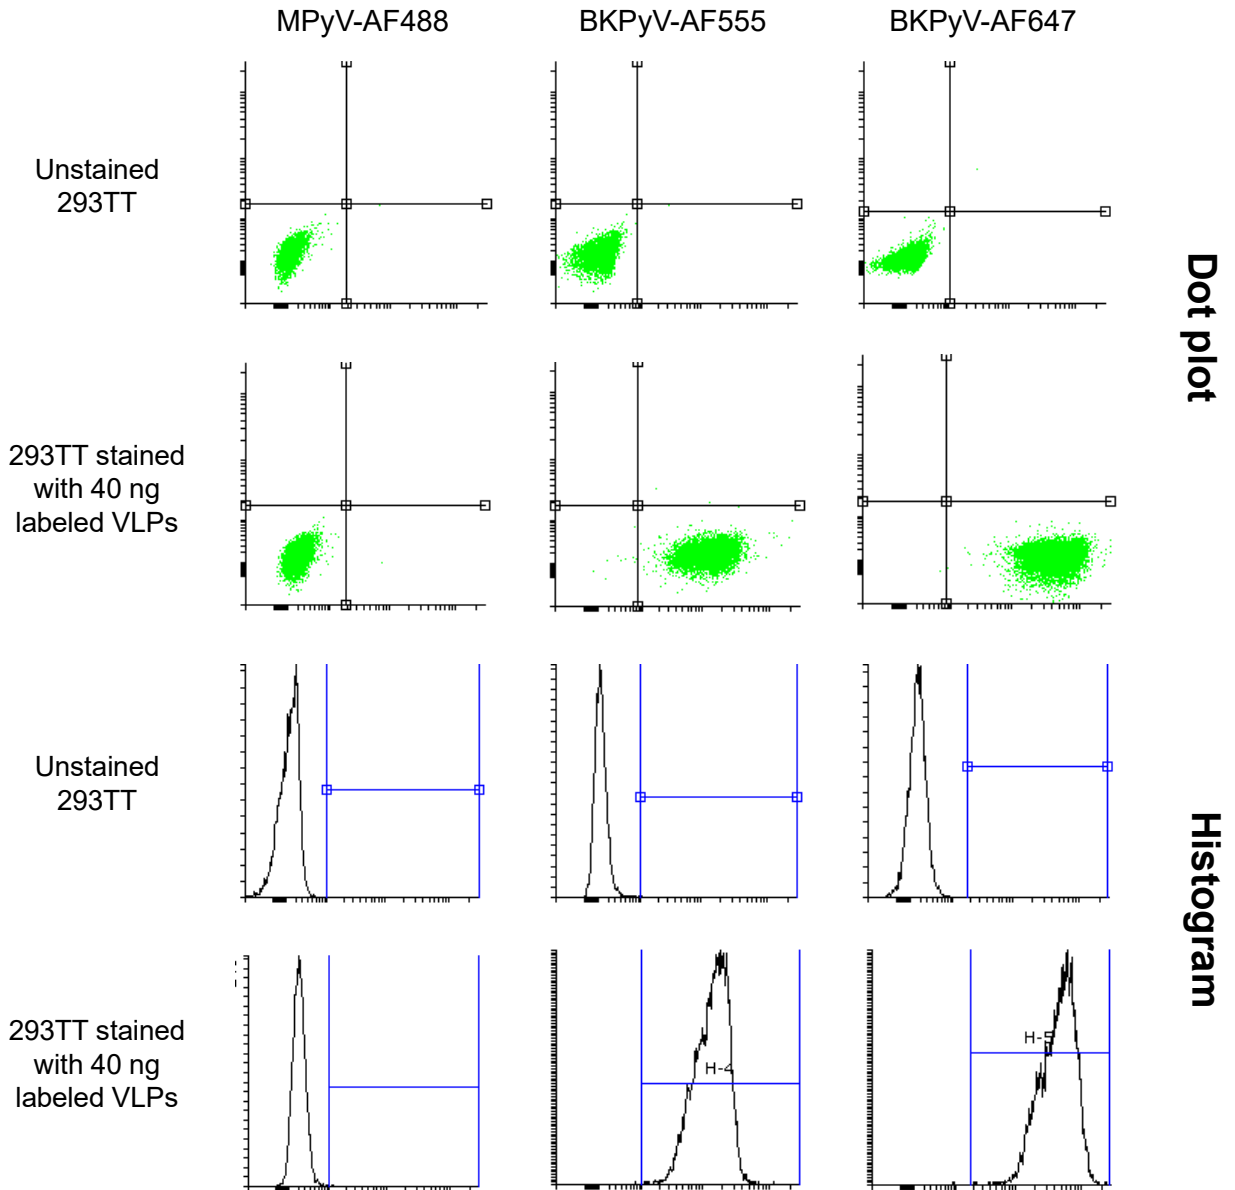 MPyV-AF488
BKPyV-AF555
BKPyV-AF647
Unstained
293TT
Dot plot
293TT stained
with 40 ng
labeled VLPs
Unstained
293TT
Histogram
293TT stained
with 40 ng
labeled VLPs
H-4
H-5